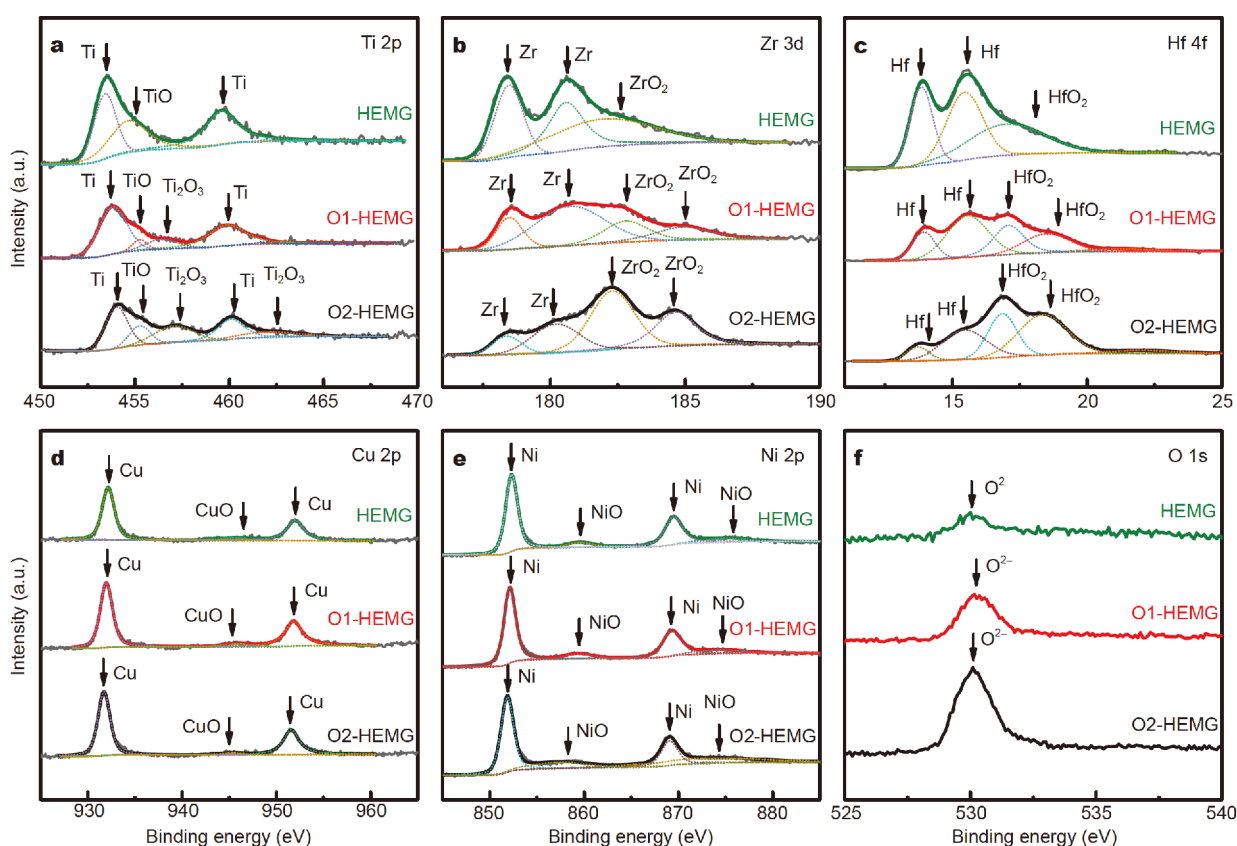 a
Ti 2p
Ti
TiO
Ti
HEMG
Ti
TiO
Ti₂O₃
Ti
O1-HEMG
Ti
TiO
Ti₂O₃
Ti
Ti₂O₃
O2-HEMG
450 455 460 465 470
Intensity (a.u.)
b
Zr 3d
Zr
Zr
ZrO₂
HEMG
Zr
Zr
ZrO₂
ZrO₂
O1-HEMG
Zr
Zr
ZrO₂
ZrO₂
O2-HEMG
180 185 190
c
Hf 4f
Hf
Hf
HfO₂
HEMG
Hf
Hf
HfO₂
HfO₂
O1-HEMG
Hf
Hf
HfO₂
HfO₂
O2-HEMG
15 20 25
d
Cu 2p
Cu
CuO
Cu
HEMG
Cu
CuO
Cu
O1-HEMG
Cu
CuO
Cu
O2-HEMG
930 940 950 960
Binding energy (eV)
Intensity (a.u.)
e
Ni 2p
Ni
NiO
Ni
NiO
HEMG
Ni
NiO
Ni
NiO
O1-HEMG
Ni
NiO
Ni
NiO
O2-HEMG
850 860 870 880
Binding energy (eV)
f
O 1s
O²
HEMG
O²⁻
O1-HEMG
O²⁻
O2-HEMG
525 530 535 540
Binding energy (eV)